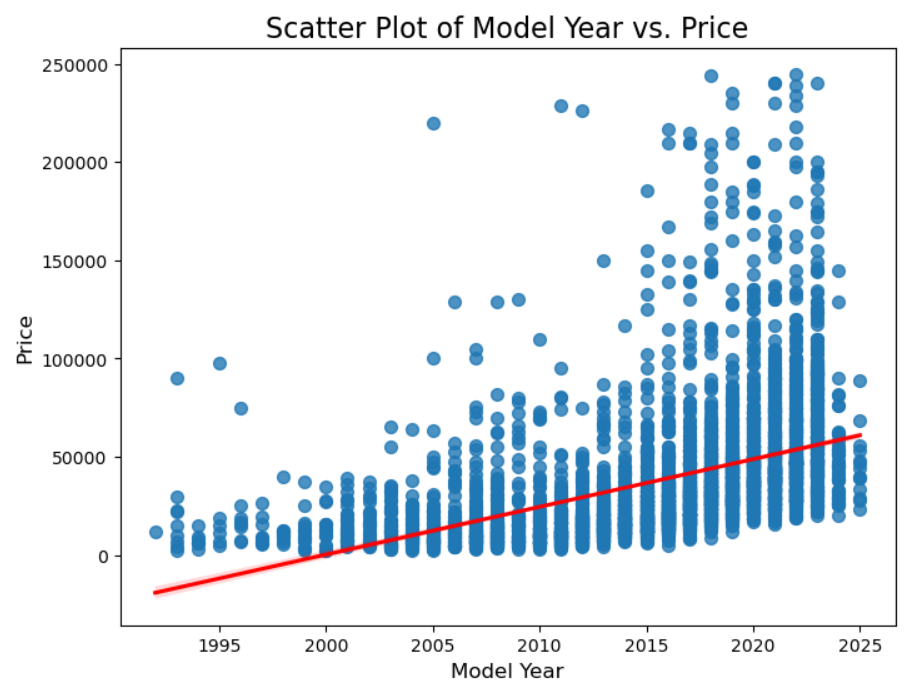 Scatter Plot of Model Year vs. Price
250000
200000
150000
100000
50000
0
Price
1995 2000 2005 2010 2015 2020 2025
Model Year